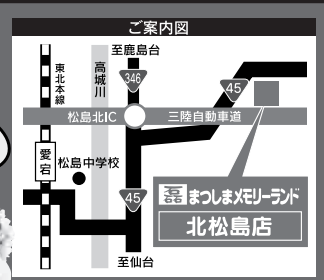 ご案内図
至鹿島台
東北本線
高城川
346
45
松島北IC
三陸自動車道
愛宕
松島中学校
45
磊 まつしまメモリーランド
北松島店
至仙台